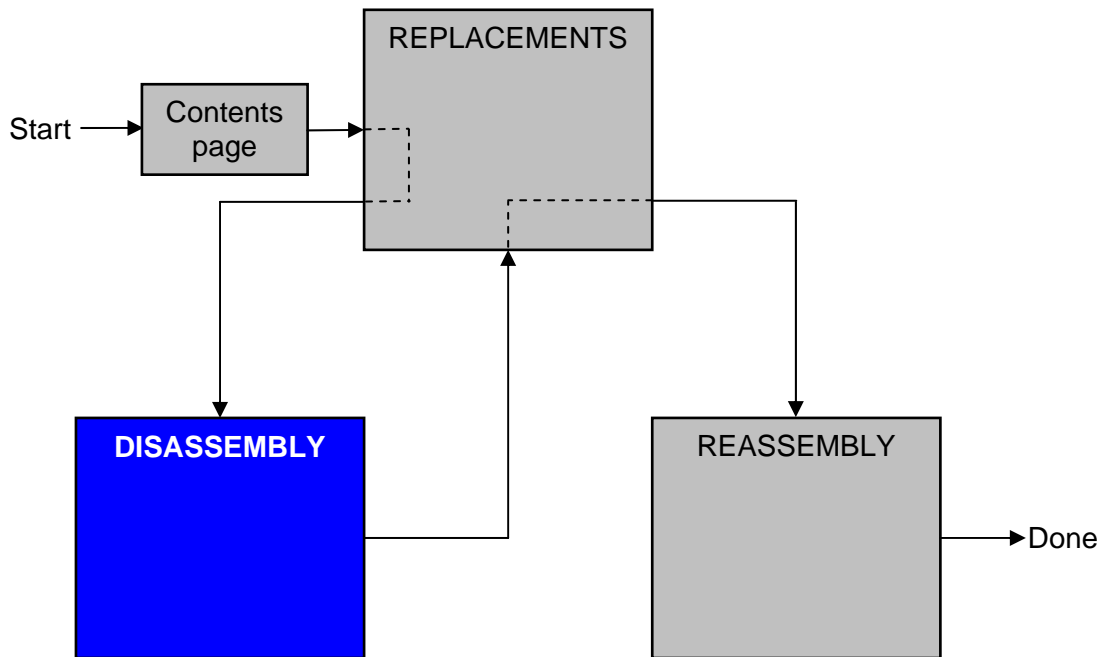 REPLACEMENTS
Contents
page
Start
DISASSEMBLY
REASSEMBLY
Done